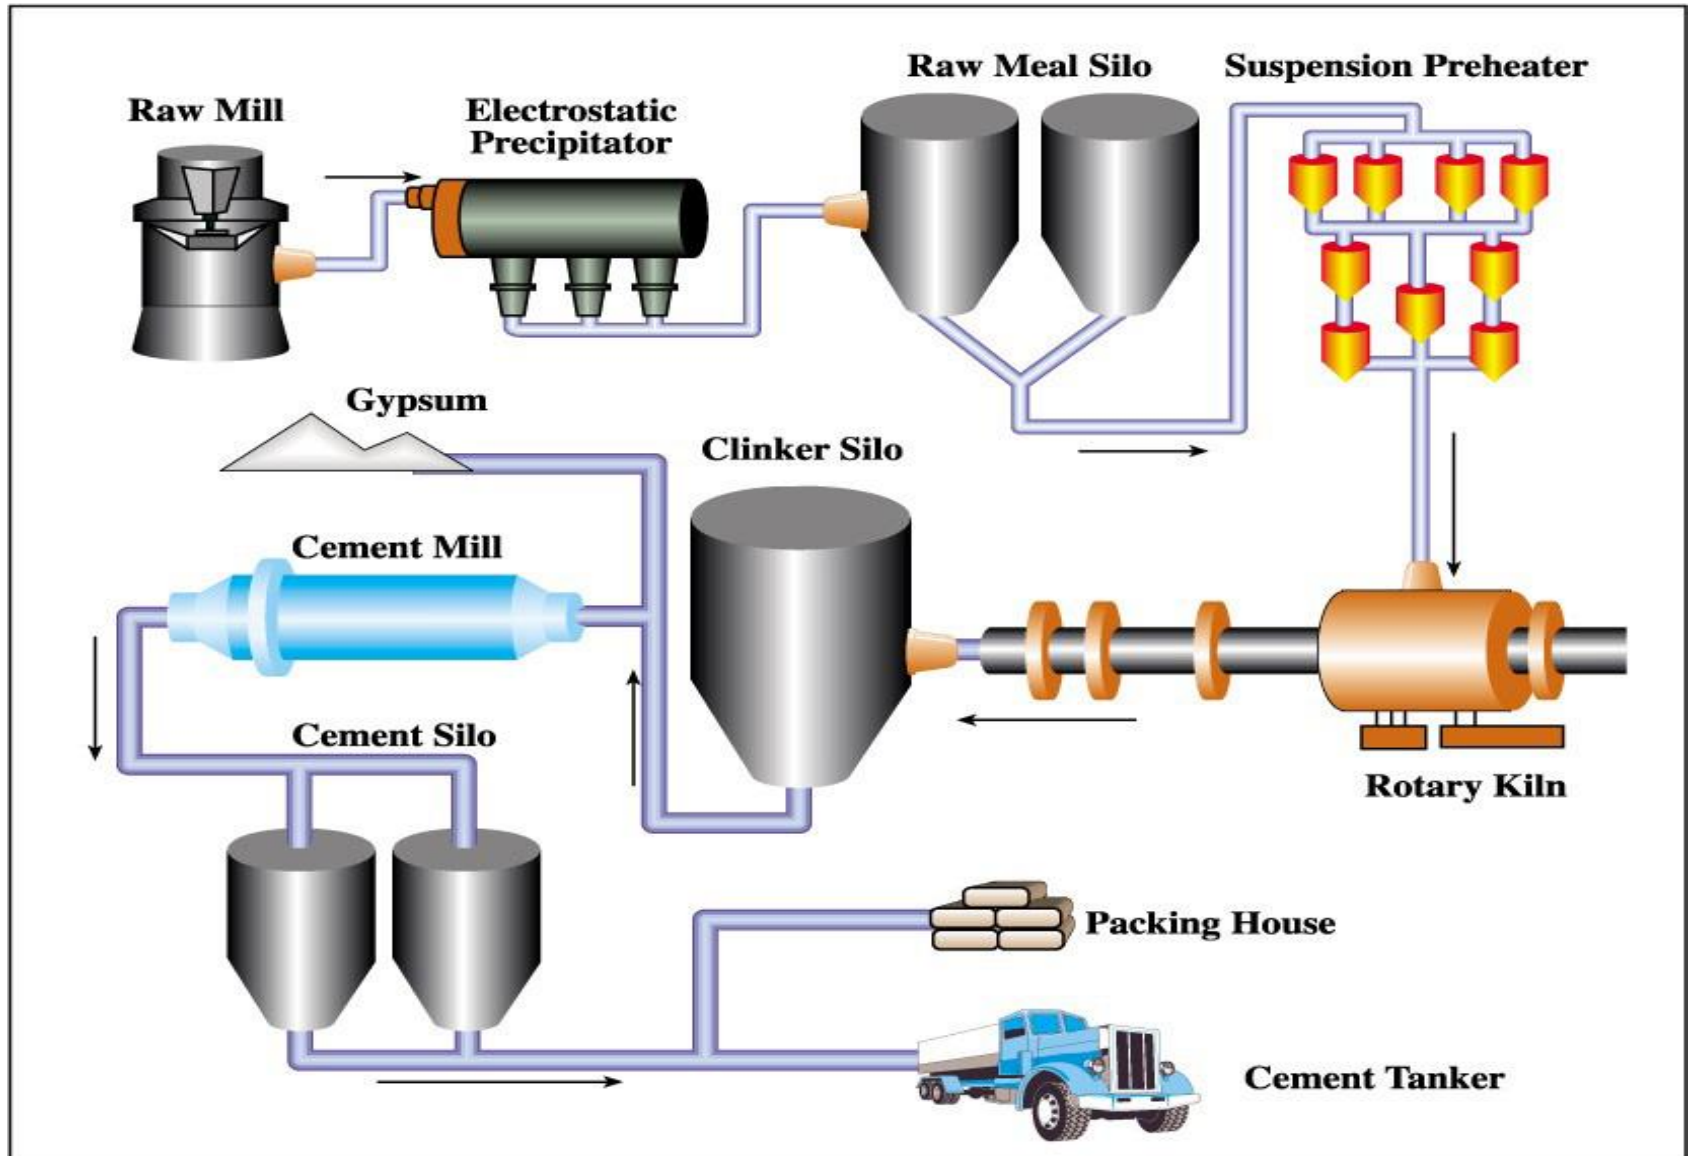 Raw Mill
Electrostatic
Precipitator
Raw Meal Silo
Suspension Preheater
Gypsum
Clinker Silo
Cement Mill
Cement Silo
Rotary Kiln
Packing House
Cement Tanker